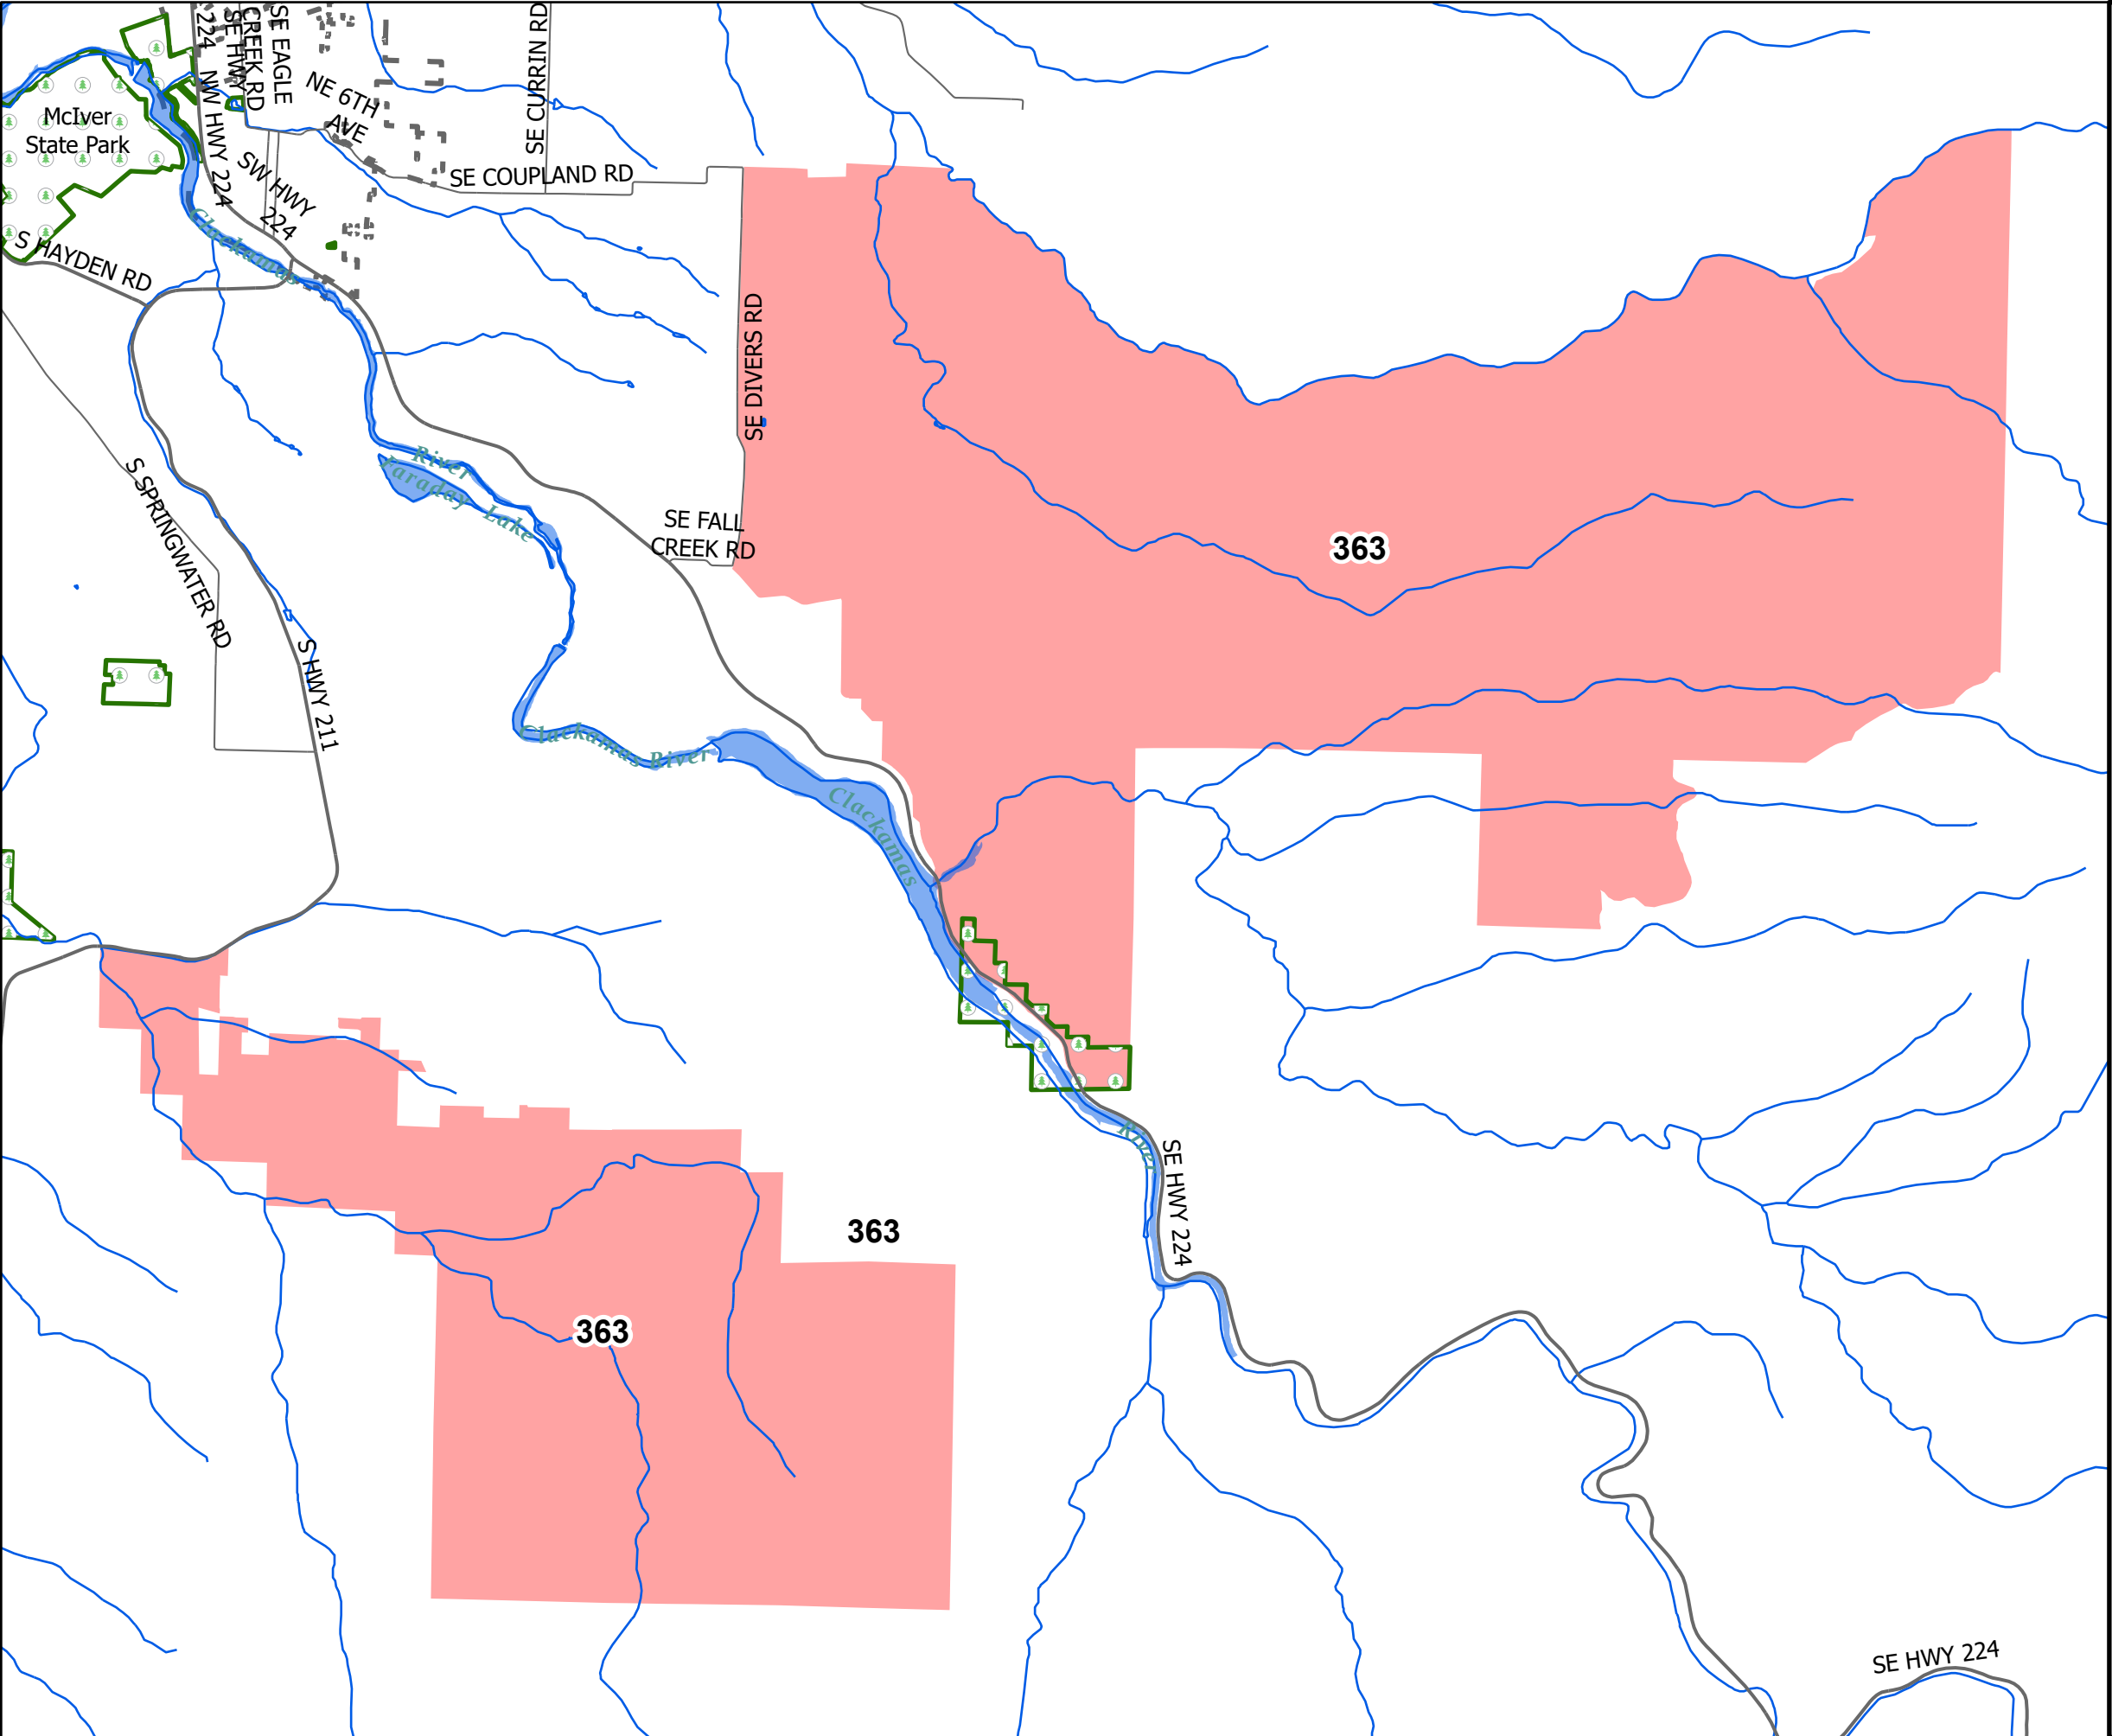 224
SE HWY
CREEK RD
SE EAGLE
NE 6TH
AVE
SE CURRIN RD
McIver
State Park
NW HWY 224
SW HWY
224
SE COUPLAND RD
S HAYDEN RD
Clackamas
SE DIVERS RD
River
Faraday Lake
S SPRINGWATER RD
SE FALL
CREEK RD
363
S HWY 211
Clackamas River
Clackamas
River
SE HWY 224
363
363
SE HWY 224